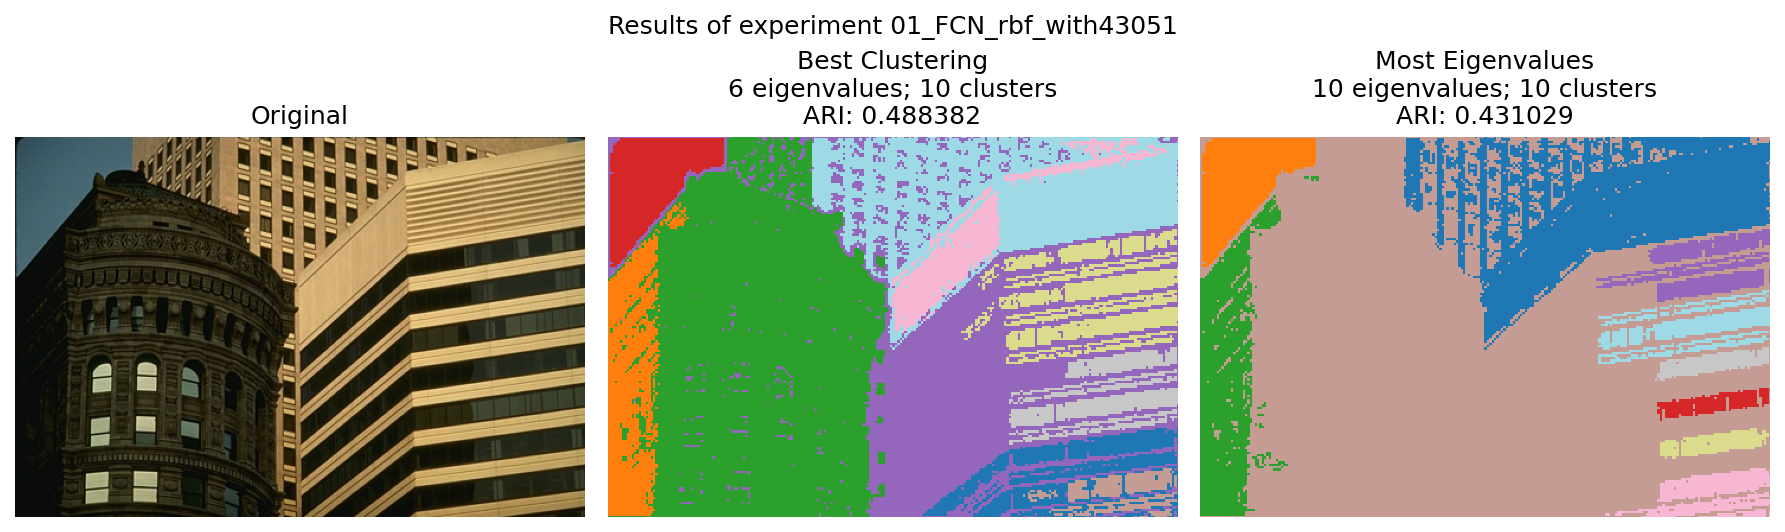 Results of experiment 01_FCN_rbf_with43051
Original
Best Clustering
6 eigenvalues; 10 clusters
ARI: 0.488382
Most Eigenvalues
10 eigenvalues; 10 clusters
ARI: 0.431029